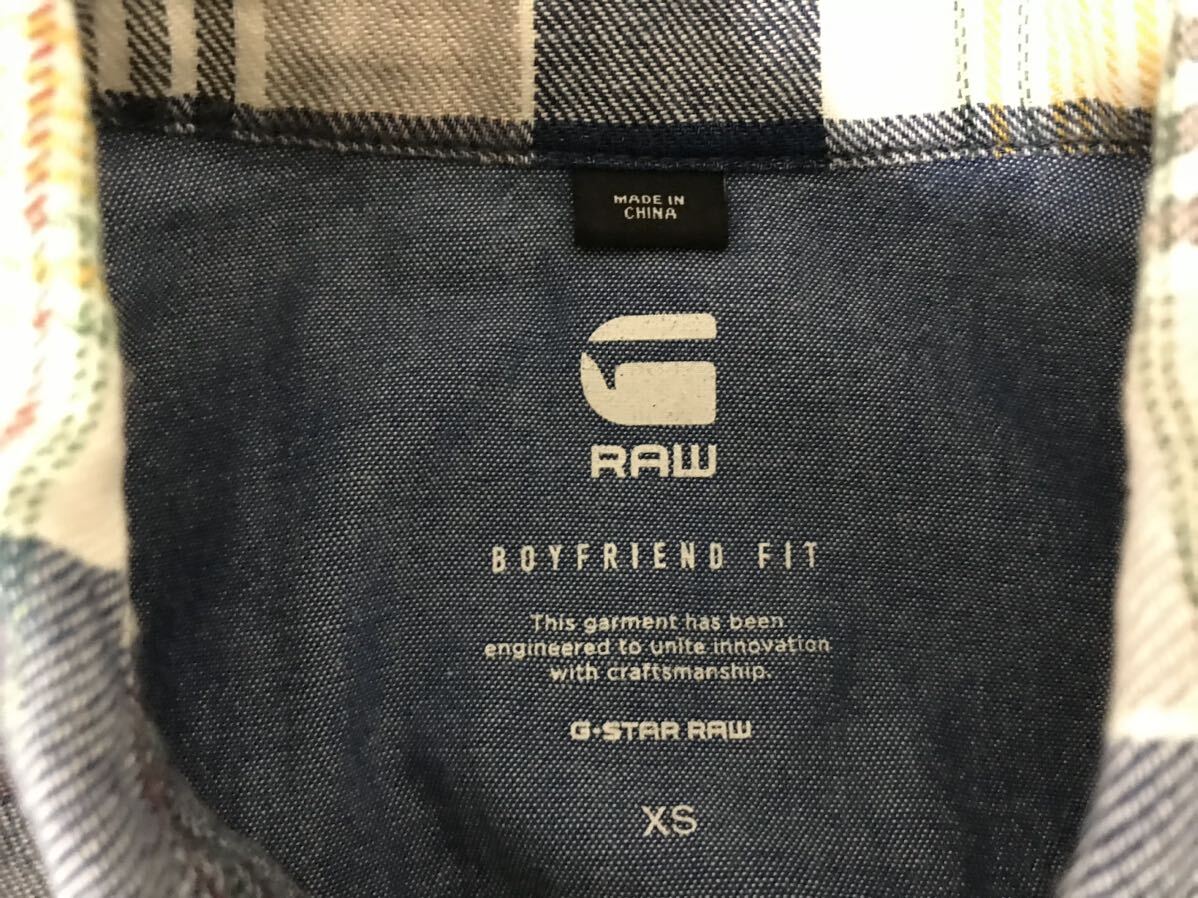 MADE IN
CHINA
G
RAW
BOYFRIEND FIT
This garment has been
engineered to unite innovation
with craftsmanship.
G-STAR RAW
XS